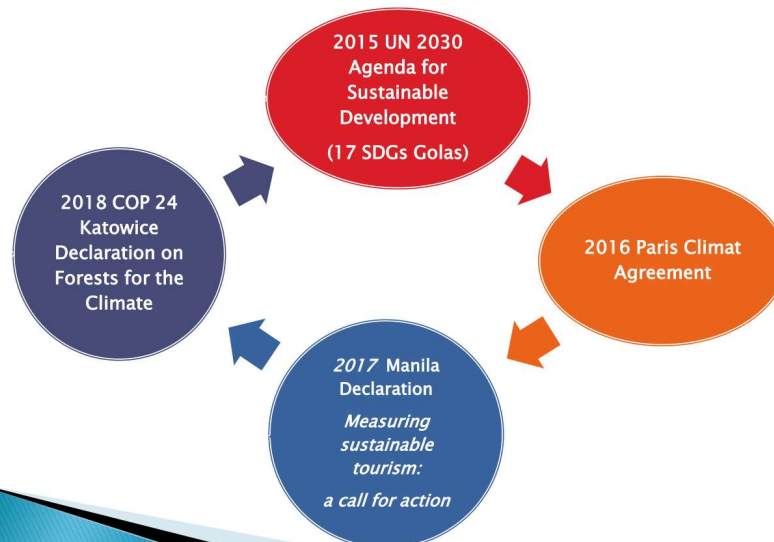 2015 UN 2030
Agenda for
Sustainable
Development
(17 SDGs Golas)
2016 Paris Climat
Agreement
2017 Manila
Declaration
Measuring
sustainable
tourism:
a call for action
2018 COP 24
Katowice
Declaration on
Forests for the
Climate